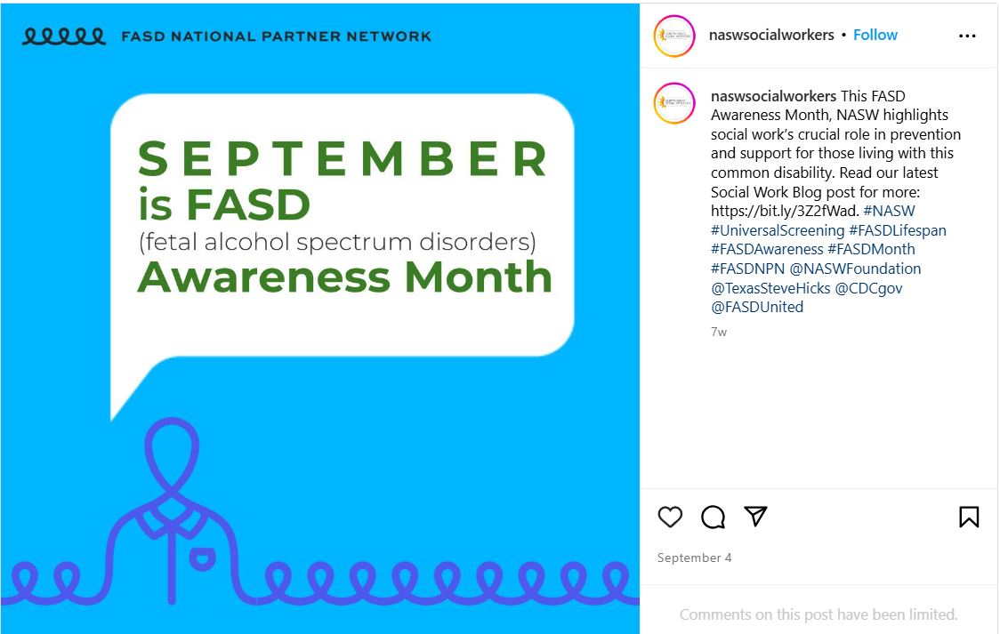 FASD NATIONAL PARTNER NETWORK
SEPTEMBER
is FASD
(fetal alcohol spectrum disorders)
Awareness Month
naswsocialworkers • Follow
naswsocialworkers This FASD
Awareness Month, NASW highlights
social work’s crucial role in prevention
and support for those living with this
common disability. Read our latest
Social Work Blog post for more:
https://bit.ly/3Z2fWad. #NASW
#UniversalScreening #FASDLifespan
#FASDAwareness #FASDMonth
#FASDNPN @NASWFoundation
@TexasSteveHicks @CDCgov
@FASDUnited
7w
September 4
Comments on this post have been limited.